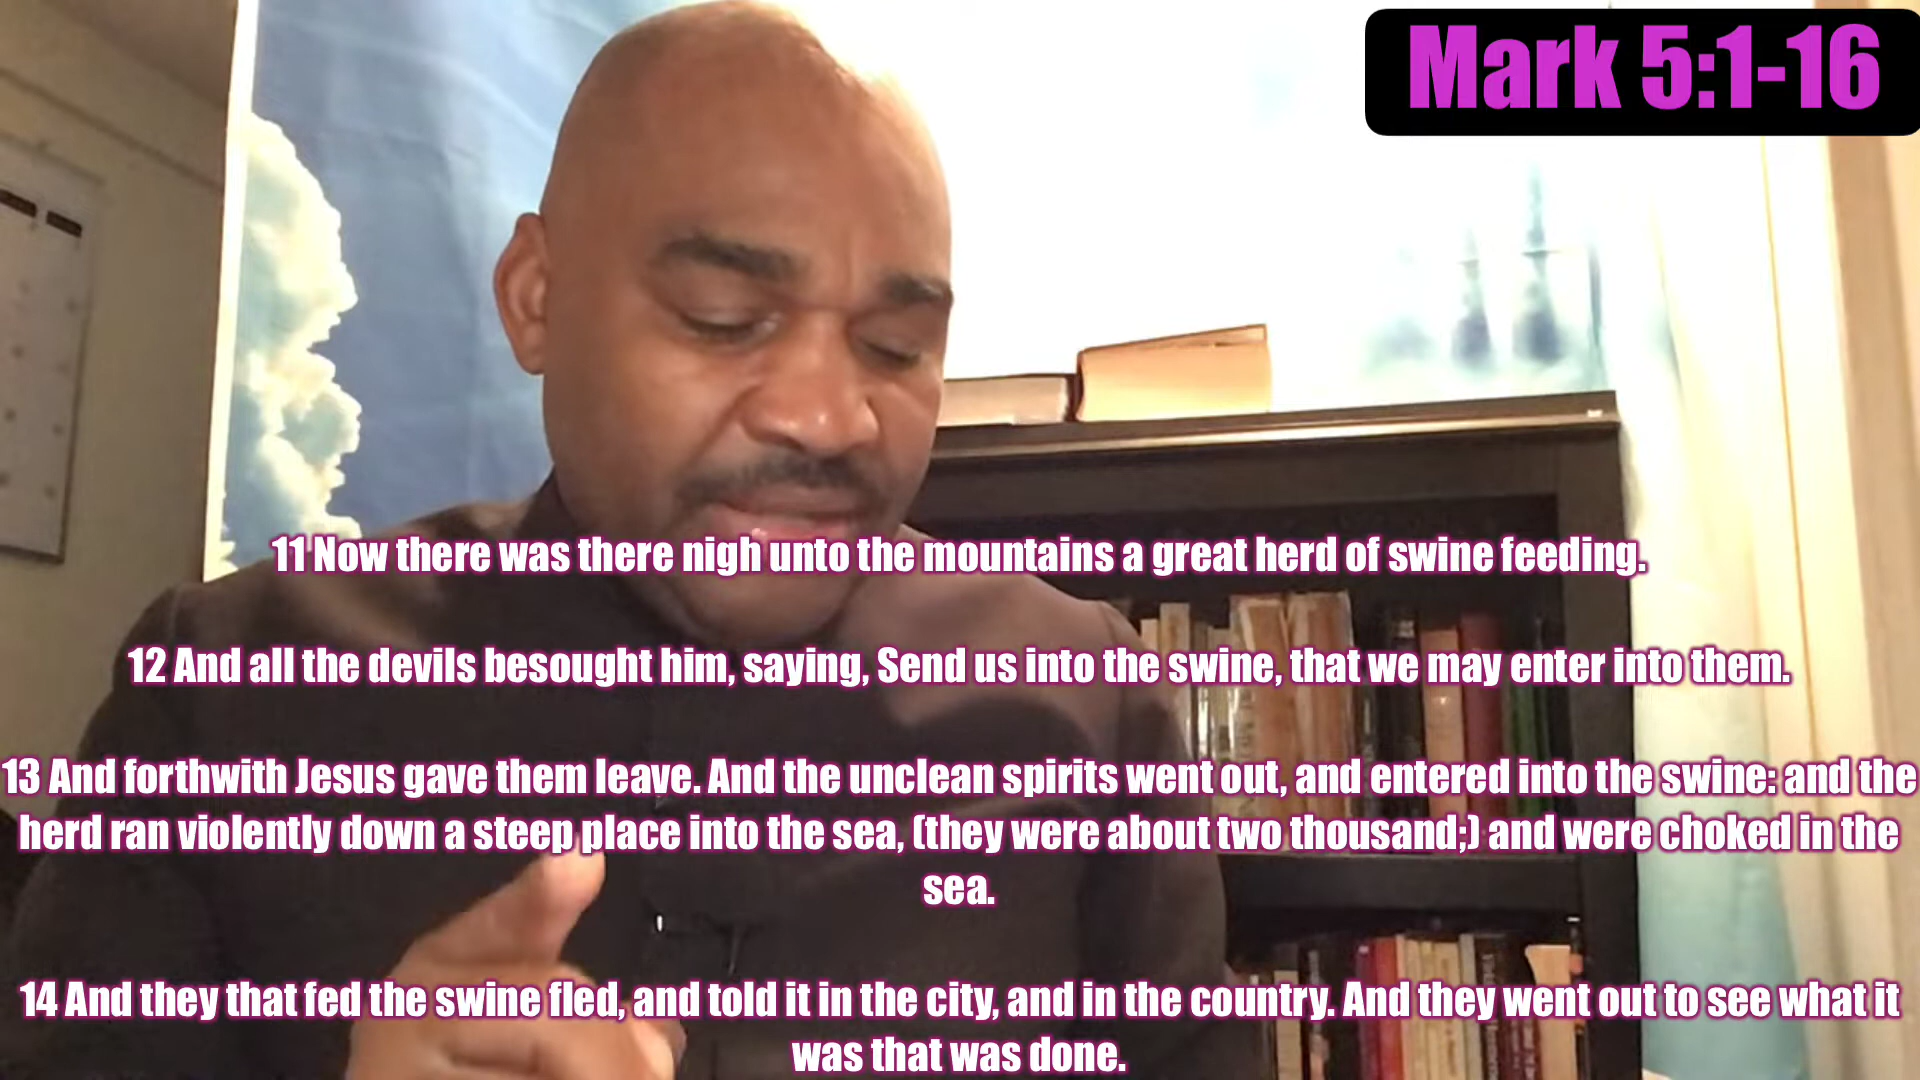 Mark 5:1-16
11 Now there was there nigh unto the mountains a great herd of swine feeding.
12 And all the devils besought him, saying, Send us into the swine, that we may enter into them.
13 And forthwith Jesus gave them leave. And the unclean spirits went out, and entered into the swine: and the
herd ran violently down a steep place into the sea, (they were about two thousand;) and were choked in the
sea.
14 And they that fed the swine fled, and told it in the city, and in the country. And they went out to see what it
was that was done.